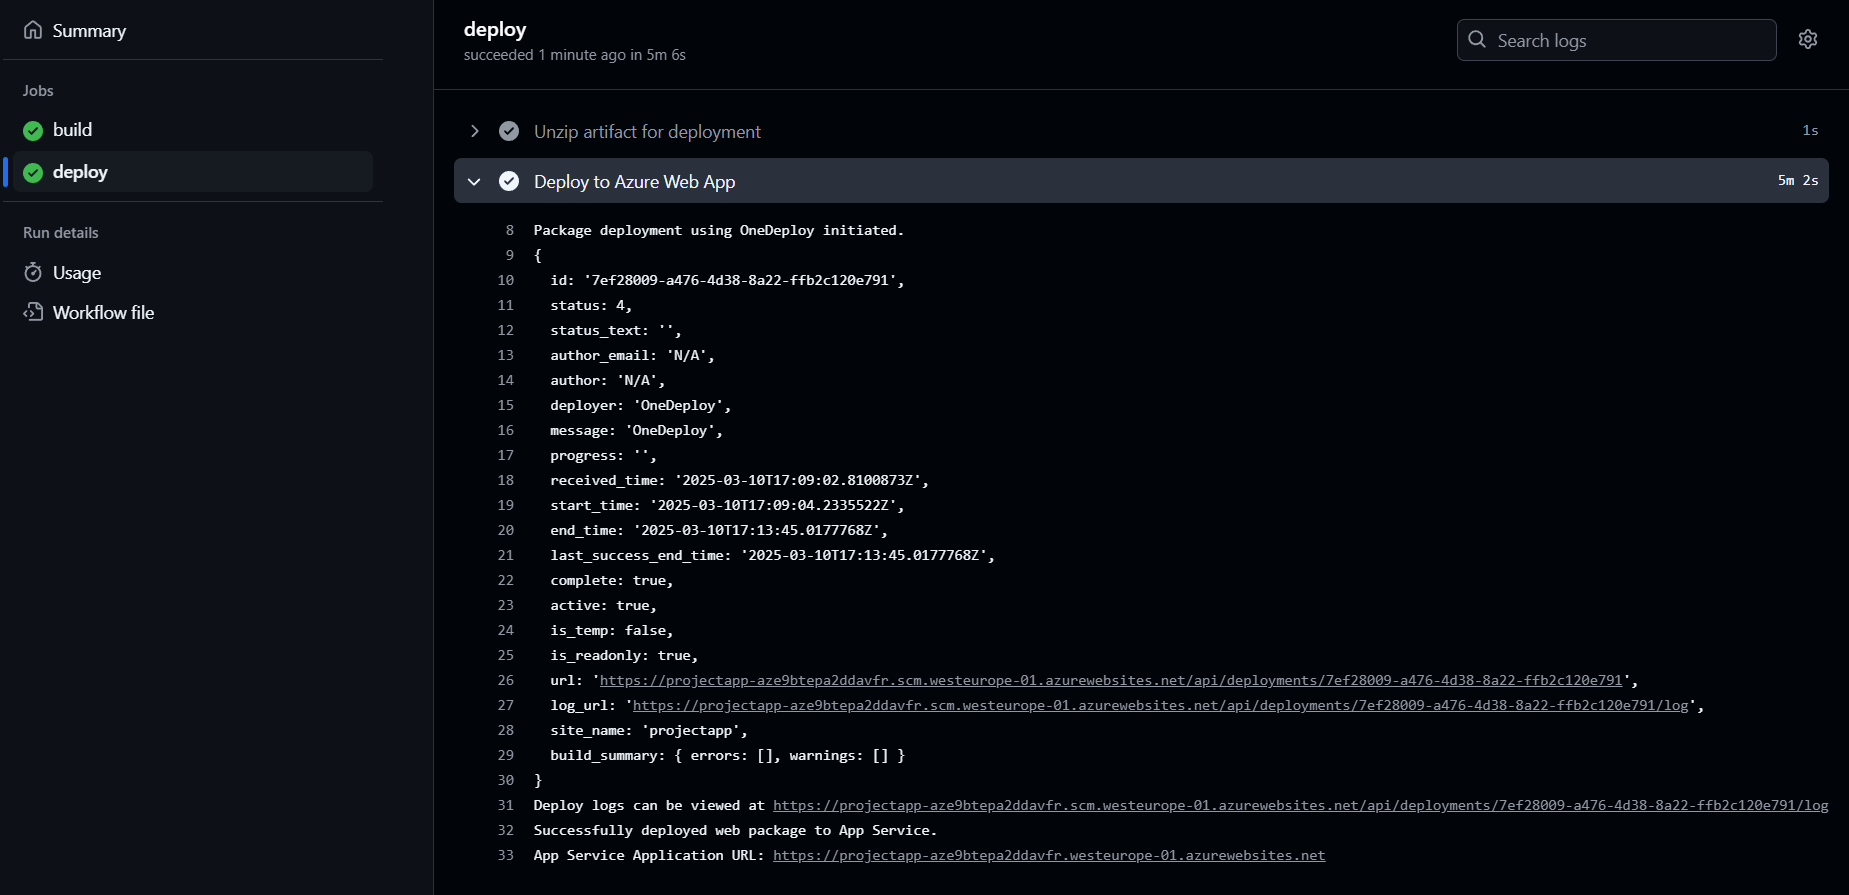 Summary
Jobs
build
deploy
Run details
Usage
Workflow file
deploy
succeeded 1 minute ago in 5m 6s
Search logs
Unzip artifact for deployment 1s
Deploy to Azure Web App 5m 2s
8 Package deployment using OneDeploy initiated.
9 {
10 id: '7ef28009-a476-4d38-8a22-ffb2c120e791',
11 status: 4,
12 status_text: '',
13 author_email: 'N/A',
14 author: 'N/A',
15 deployer: 'OneDeploy',
16 message: 'OneDeploy',
17 progress: '',
18 received_time: '2025-03-10T17:09:02.8100873Z',
19 start_time: '2025-03-10T17:09:04.2335522Z',
20 end_time: '2025-03-10T17:13:45.0177768Z',
21 last_success_end_time: '2025-03-10T17:13:45.0177768Z',
22 complete: true,
23 active: true,
24 is_temp: false,
25 is_readonly: true,
26 url: 'https://projectapp-aze9btepa2ddavfr.scm.westeurope-01.azurewebsites.net/api/deployments/7ef28009-a476-4d38-8a22-ffb2c120e791',
27 log_url: 'https://projectapp-aze9btepa2ddavfr.scm.westeurope-01.azurewebsites.net/api/deployments/7ef28009-a476-4d38-8a22-ffb2c120e791/log',
28 site_name: 'projectapp',
29 build_summary: { errors: [], warnings: [] }
30 }
31 Deploy logs can be viewed at https://projectapp-aze9btepa2ddavfr.scm.westeurope-01.azurewebsites.net/api/deployments/7ef28009-a476-4d38-8a22-ffb2c120e791/log
32 Successfully deployed web package to App Service.
33 App Service Application URL: https://projectapp-aze9btepa2ddavfr.westeurope-01.azurewebsites.net